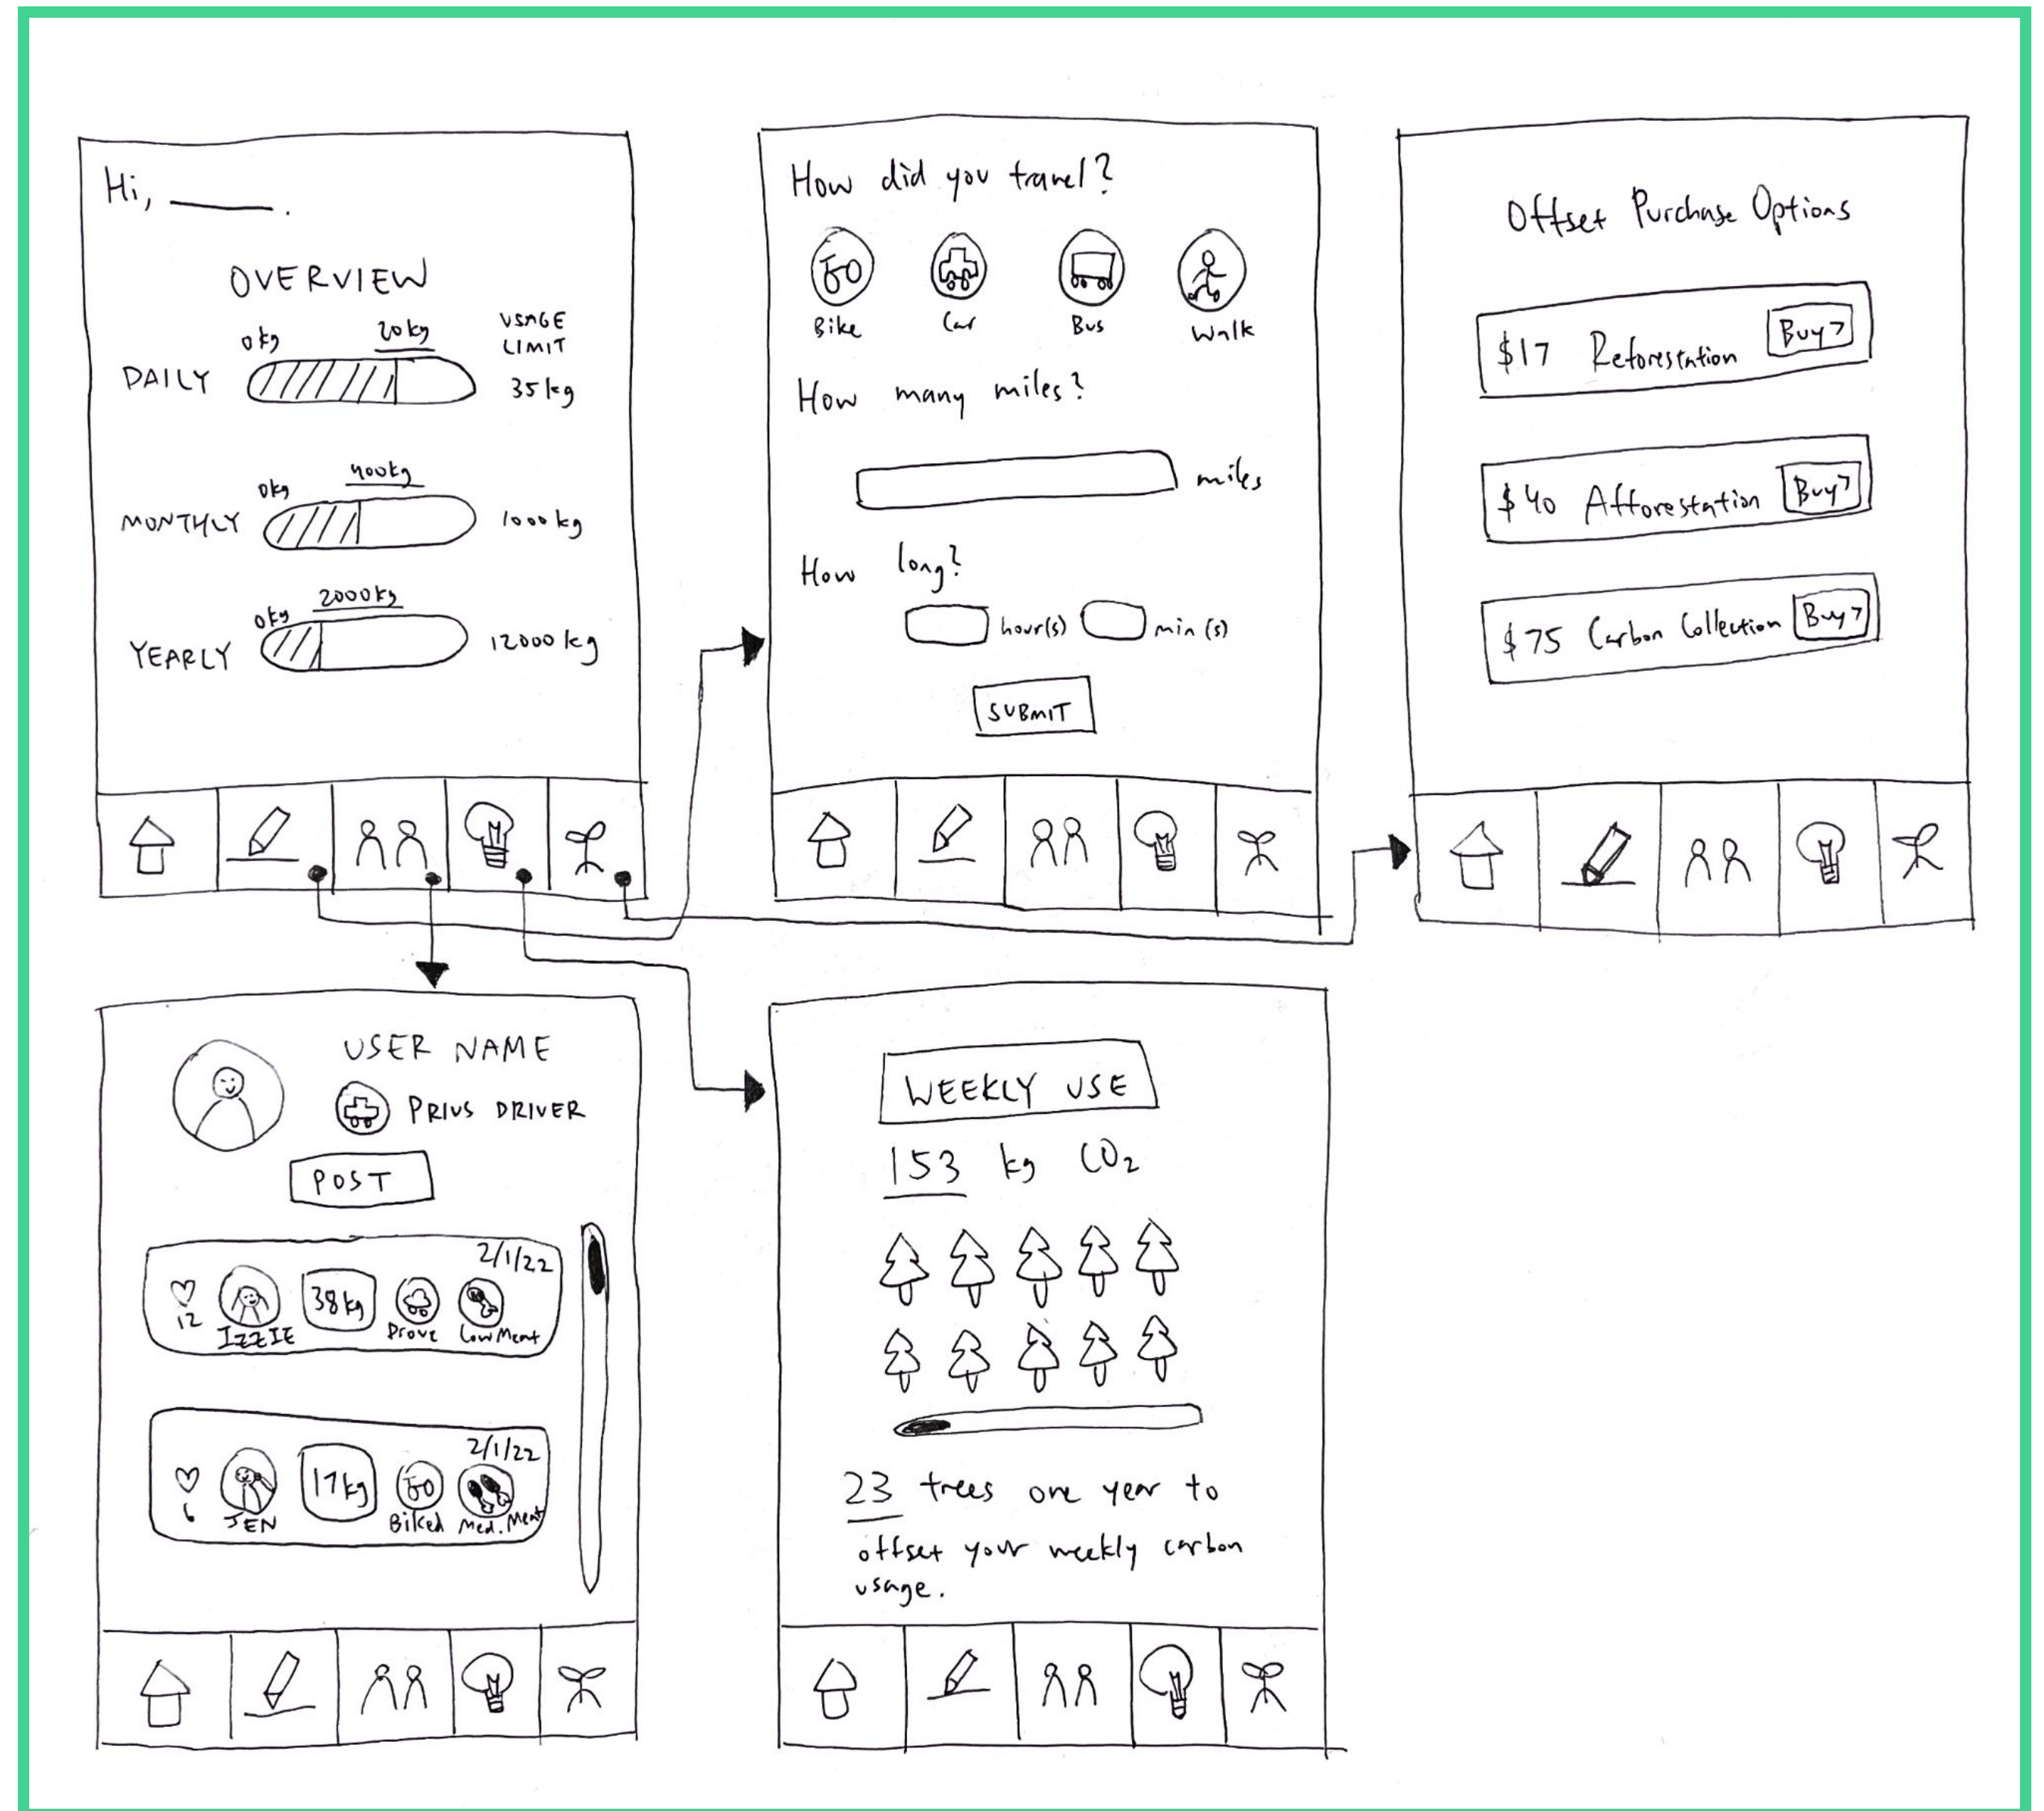 Hi, ____.
OVERVIEW
0kg 20kg USAGE LIMIT
DAILY 35kg
0kg 400kg
MONTHLY 1000kg
0kg 2000kg
YEARLY 12000kg
How did you travel?
Bike Car Bus Walk
How many miles?
miles
How long?
hour(s) min(s)
SUBMIT
Offset Purchase Options
$17 Reforestation Buy>
$40 Afforestation Buy>
$75 Carbon Collection Buy>
USER NAME
PRIUS DRIVER
POST
2/1/22
12 IZZIE 38kg Drove Low Meat
2/1/22
6 JEN 17kg Biked Med. Meat
WEEKLY USE
153 kg CO2
23 trees one year to
offset your weekly carbon
usage.